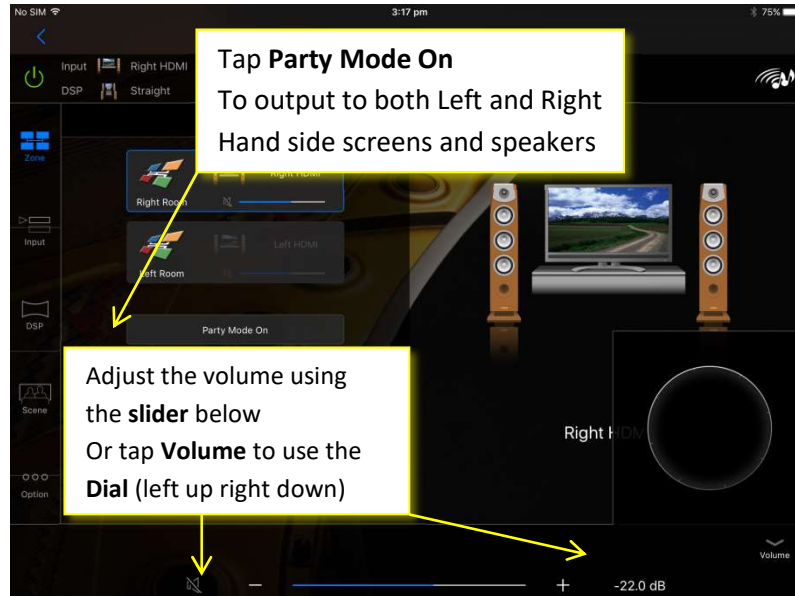 No SIM 3:17 pm 75%
Input Right HDMI
DSP Straight
Tap Party Mode On
To output to both Left and Right
Hand side screens and speakers
Zone
Right HDMI
Right Room
Input
Left HDMI
Left Room
DSP
Party Mode On
Adjust the volume using
the slider below
Or tap Volume to use the
Dial (left up right down)
Scene
Right HDMI
Option
Volume
− + -22.0 dB